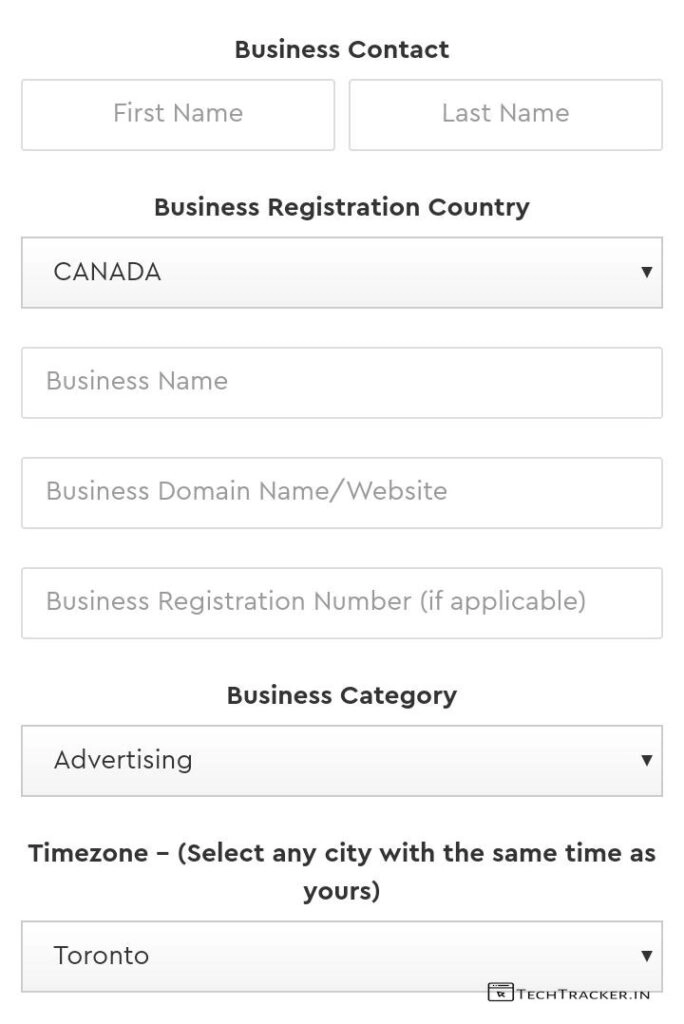 Business Contact
First Name
Last Name
Business Registration Country
CANADA
Business Name
Business Domain Name/Website
Business Registration Number (if applicable)
Business Category
Advertising
Timezone – (Select any city with the same time as
yours)
Toronto
TECHTRACKER.IN